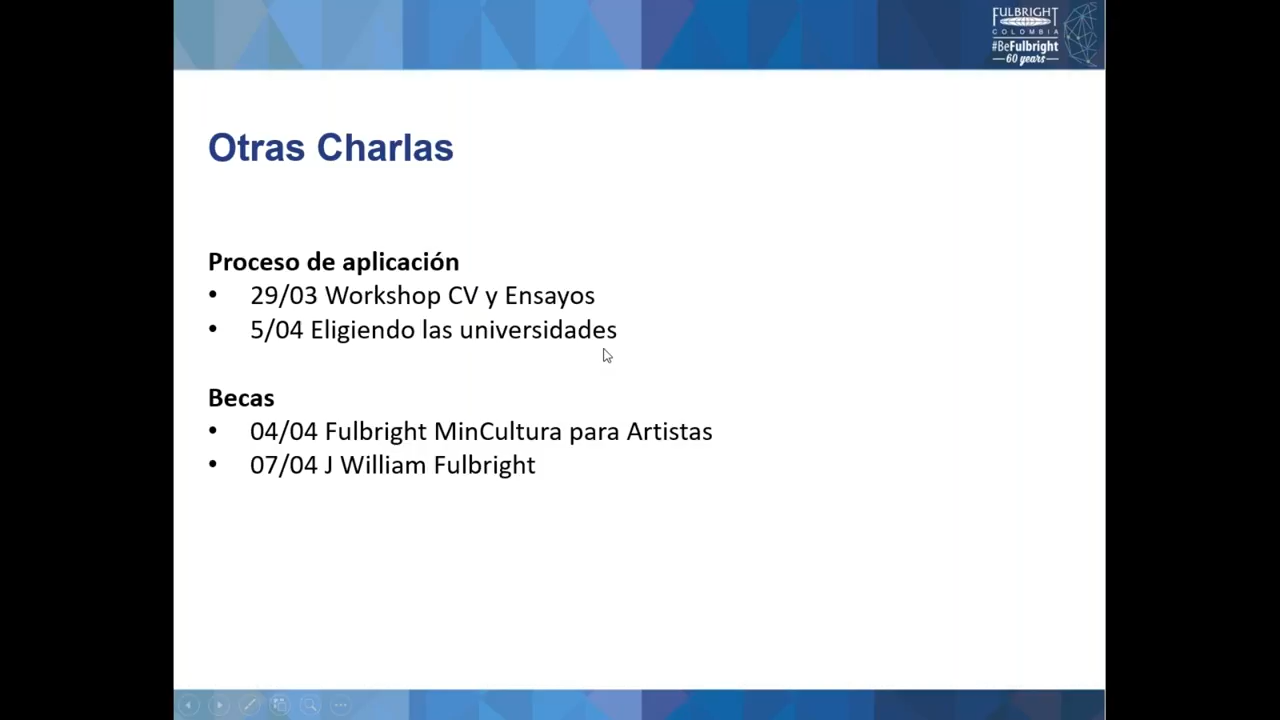 FULBRIGHT
COLOMBIA
#BeFulbright
60 years
Otras Charlas
Proceso de aplicación
• 29/03 Workshop CV y Ensayos
• 5/04 Eligiendo las universidades
Becas
• 04/04 Fulbright MinCultura para Artistas
• 07/04 J William Fulbright